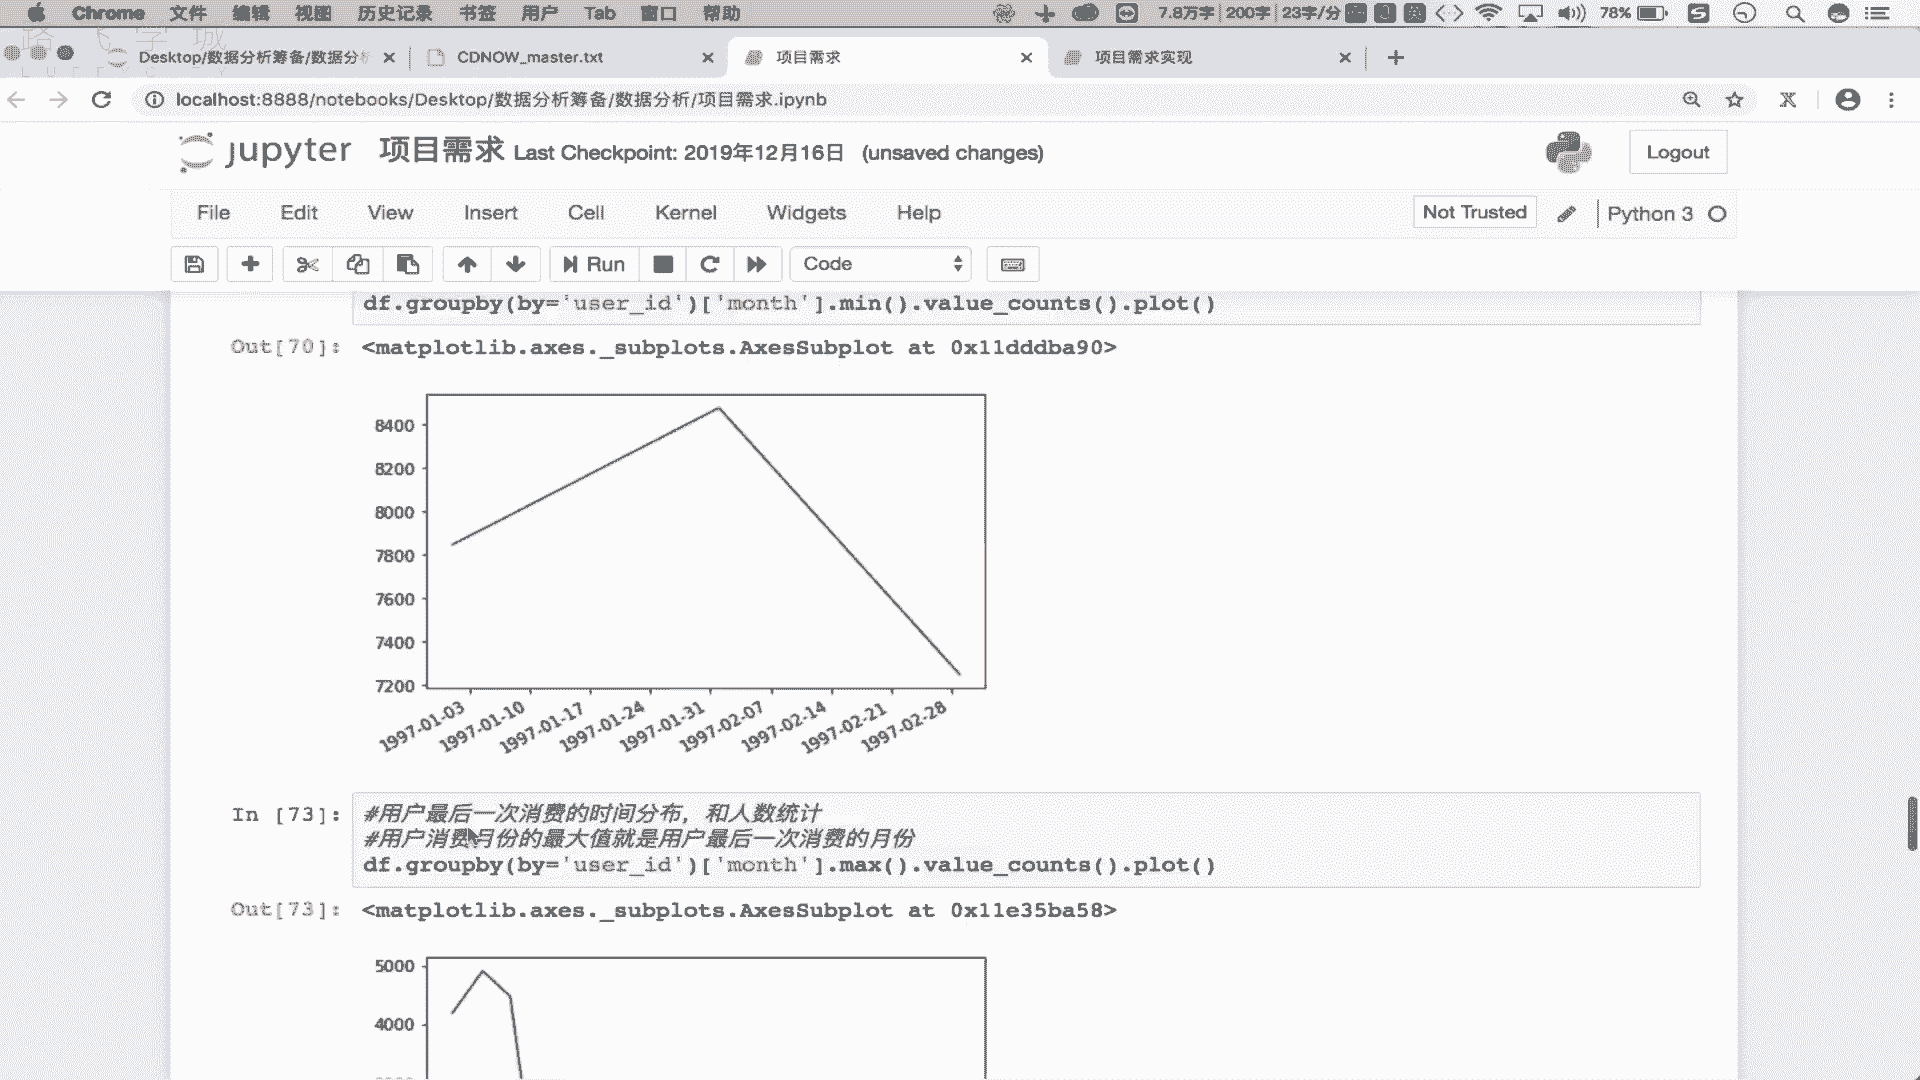 Chrome 文件 编辑 视图 历史记录 书签 用户 Tab 窗口 帮助 7.8万字 200字 23字/分 78%
Desktop/数据分析筹备/数据分析 CDNOW_master.txt 项目需求 项目需求实现
localhost:8888/notebooks/Desktop/数据分析筹备/数据分析/项目需求.ipynb
jupyter 项目需求 Last Checkpoint: 2019年12月16日 (unsaved changes) Logout
File Edit View Insert Cell Kernel Widgets Help Not Trusted Python 3
Run Code
df.groupby(by='user_id')['month'].min().value_counts().plot()
Out[70]: <matplotlib.axes._subplots.AxesSubplot at 0x11dddba90>
8400
8200
8000
7800
7600
7400
7200
1997-01-03 1997-01-10 1997-01-17 1997-01-24 1997-01-31 1997-02-07 1997-02-14 1997-02-21 1997-02-28
In [73]: #用户最后一次消费的时间分布，和人数统计
#用户消费月份的最大值就是用户最后一次消费的月份
df.groupby(by='user_id')['month'].max().value_counts().plot()
Out[73]: <matplotlib.axes._subplots.AxesSubplot at 0x11e35ba58>
5000
4000